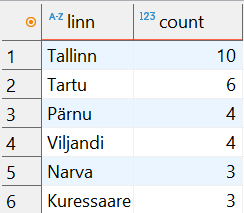 A-Z linn 123 count
1 Tallinn 10
2 Tartu 6
3 Pärnu 4
4 Viljandi 4
5 Narva 3
6 Kuressaare 3